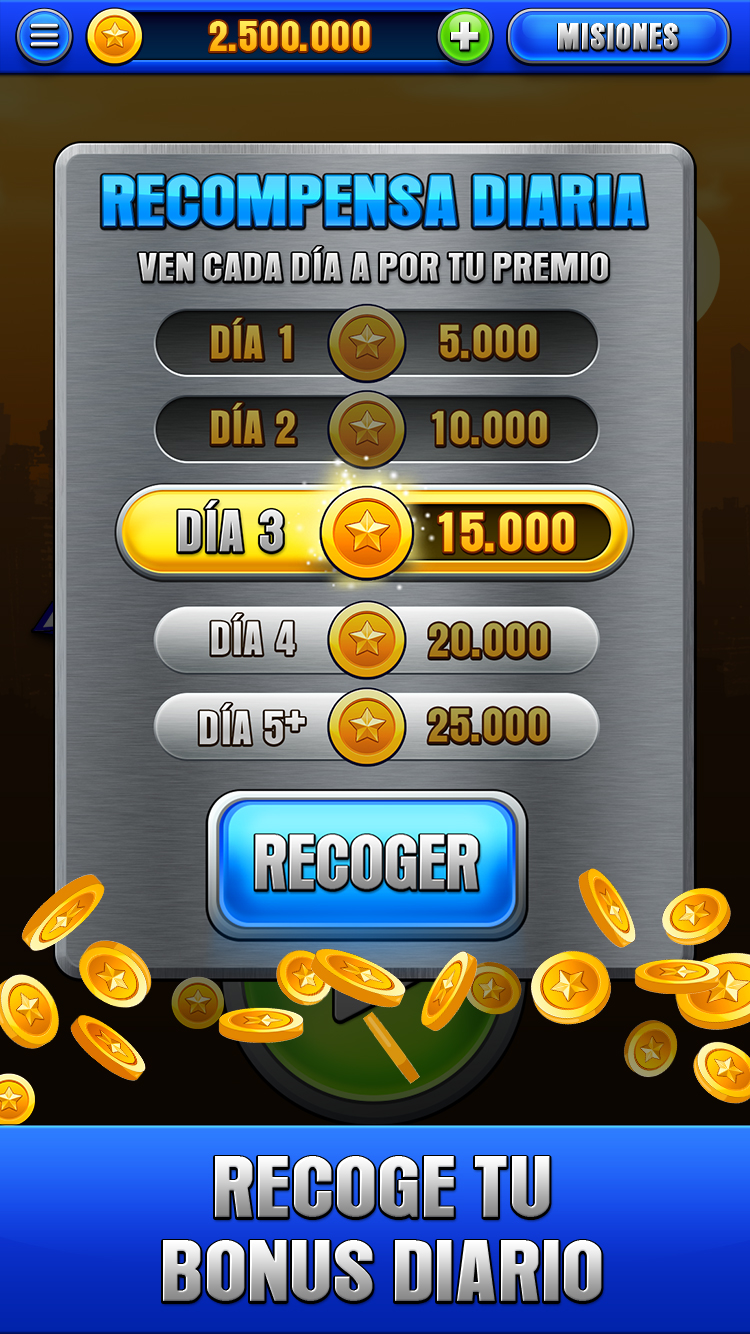 2.500.000
MISIONES
RECOMPENSA DIARIA
VEN CADA DÍA A POR TU PREMIO
DÍA 1 5.000
DÍA 2 10.000
DÍA 3 15.000
DÍA 4 20.000
DÍA 5+ 25.000
RECOGER
RECOGE TU
BONUS DIARIO